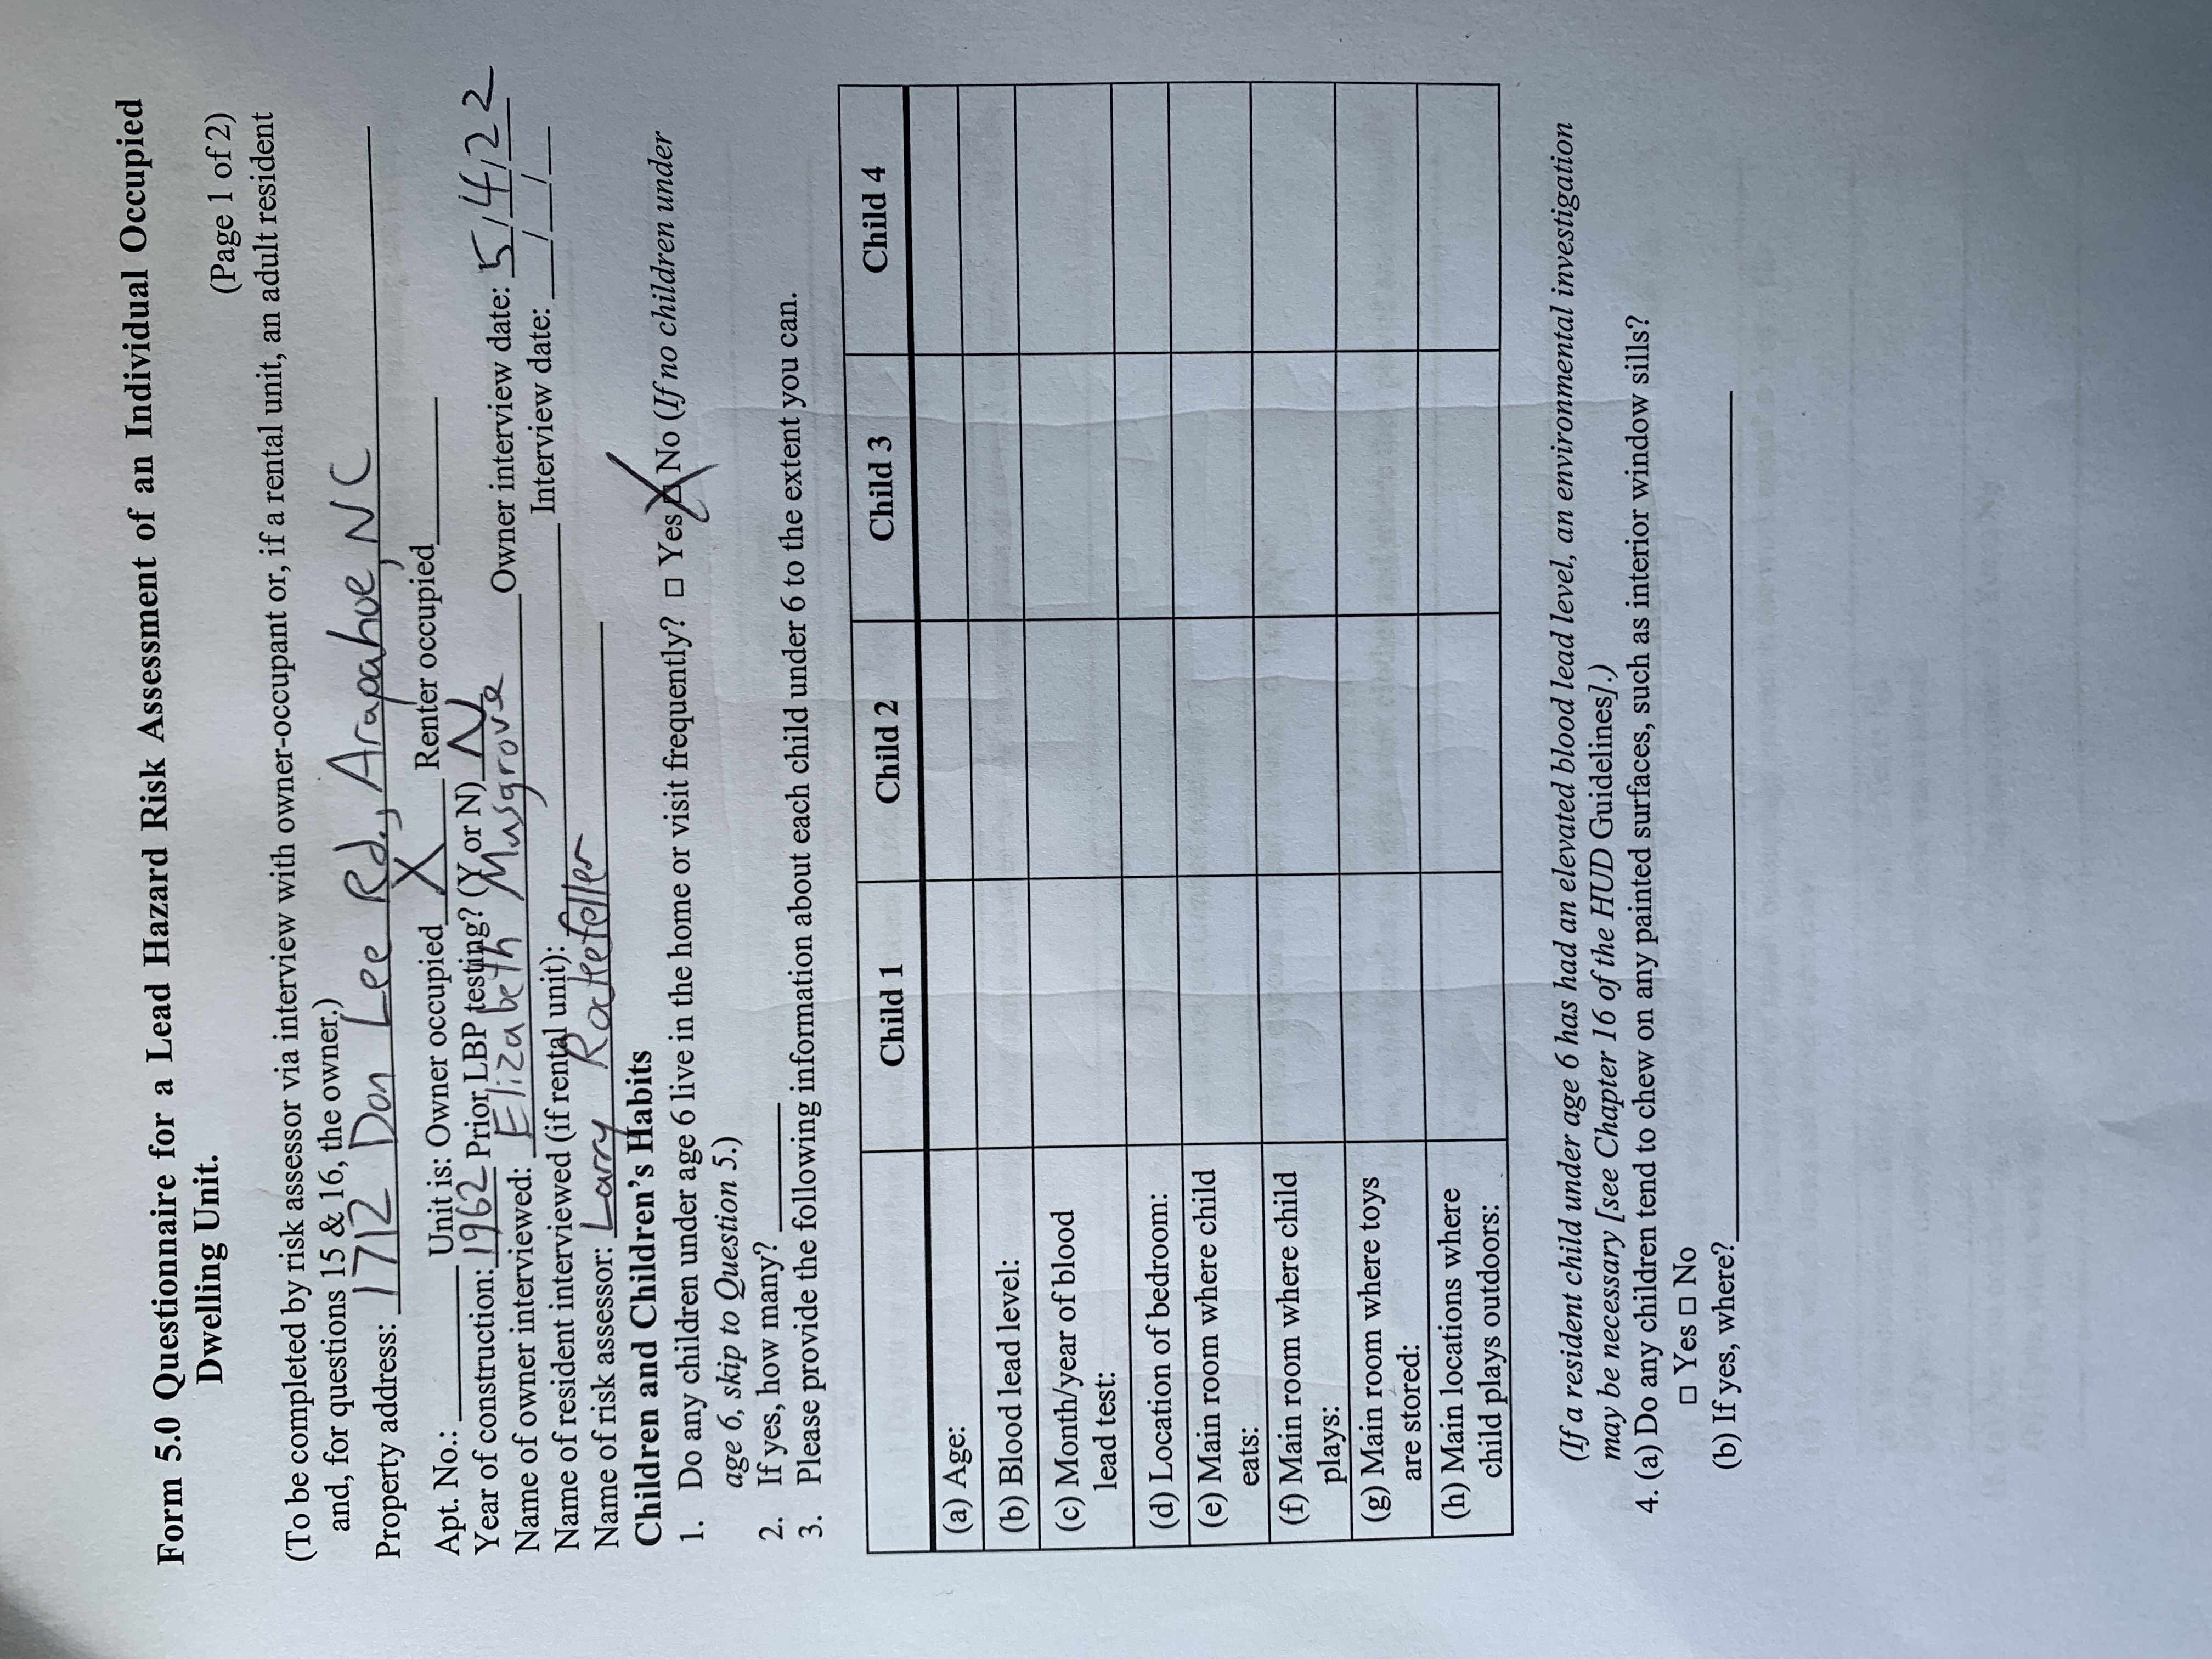 Form 5.0 Questionnaire for a Lead Hazard Risk Assessment of an Individual Occupied
Dwelling Unit.
(Page 1 of 2)
(To be completed by risk assessor via interview with owner-occupant or, if a rental unit, an adult resident
and, for questions 15 & 16, the owner.)
Property address: 1712 Don Lee Rd., Arapahoe, NC
Apt. No.: ________ Unit is: Owner occupied X Renter occupied ________
Year of construction: 1962 Prior LBP testing? (Y or N) N
Name of owner interviewed: Elizabeth Musgrove Owner interview date: 5/4/22
Name of resident interviewed (if rental unit): ________ Interview date: ___/___/___
Name of risk assessor: Larry Rockefeller
Children and Children's Habits
1. Do any children under age 6 live in the home or visit frequently? □ Yes ☒ No (If no children under
age 6, skip to Question 5.)
2. If yes, how many? ________
3. Please provide the following information about each child under 6 to the extent you can.
Child 1 Child 2 Child 3 Child 4
(a) Age:
(b) Blood lead level:
(c) Month/year of blood
lead test:
(d) Location of bedroom:
(e) Main room where child
eats:
(f) Main room where child
plays:
(g) Main room where toys
are stored:
(h) Main locations where
child plays outdoors:
(If a resident child under age 6 has had an elevated blood lead level, an environmental investigation
may be necessary [see Chapter 16 of the HUD Guidelines].)
4. (a) Do any children tend to chew on any painted surfaces, such as interior window sills?
□ Yes □ No
(b) If yes, where? ________